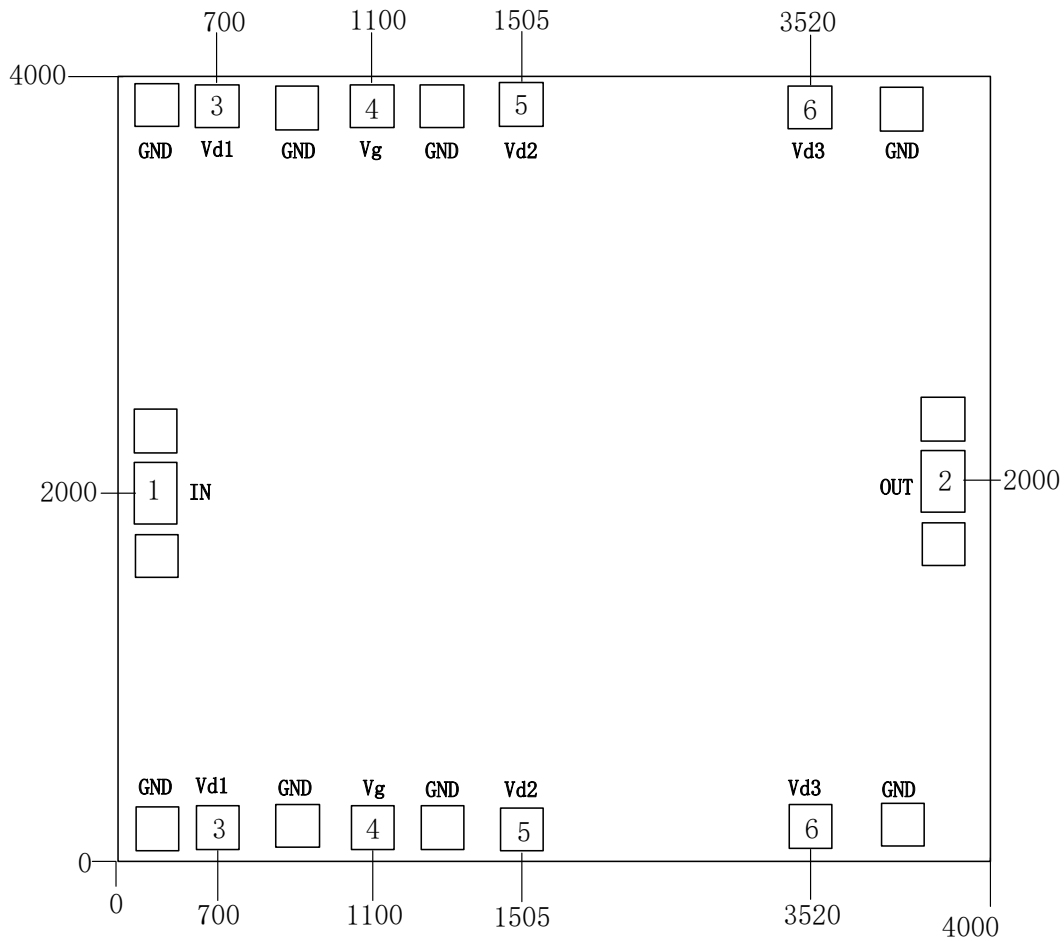 700 1100 1505 3520
4000
3 4 5 6
GND Vd1 GND Vg GND Vd2 Vd3 GND
2000 1 IN OUT 2 2000
GND Vd1 GND Vg GND Vd2 Vd3 GND
3 4 5 6
0
0 700 1100 1505 3520 4000